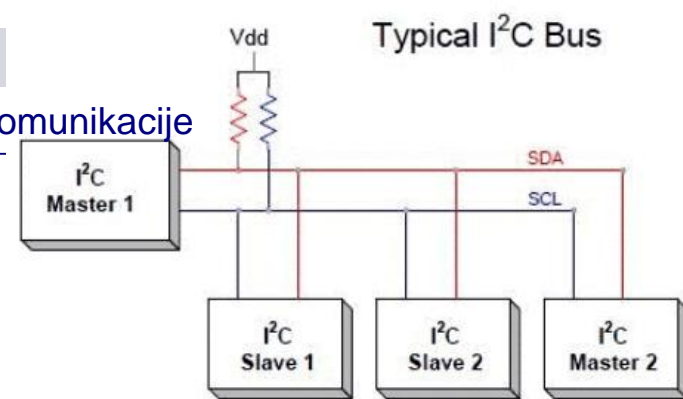 Typical I²C Bus
Vdd
omunikacije
I²C
Master 1
SDA
SCL
I²C
Slave 1
I²C
Slave 2
I²C
Master 2